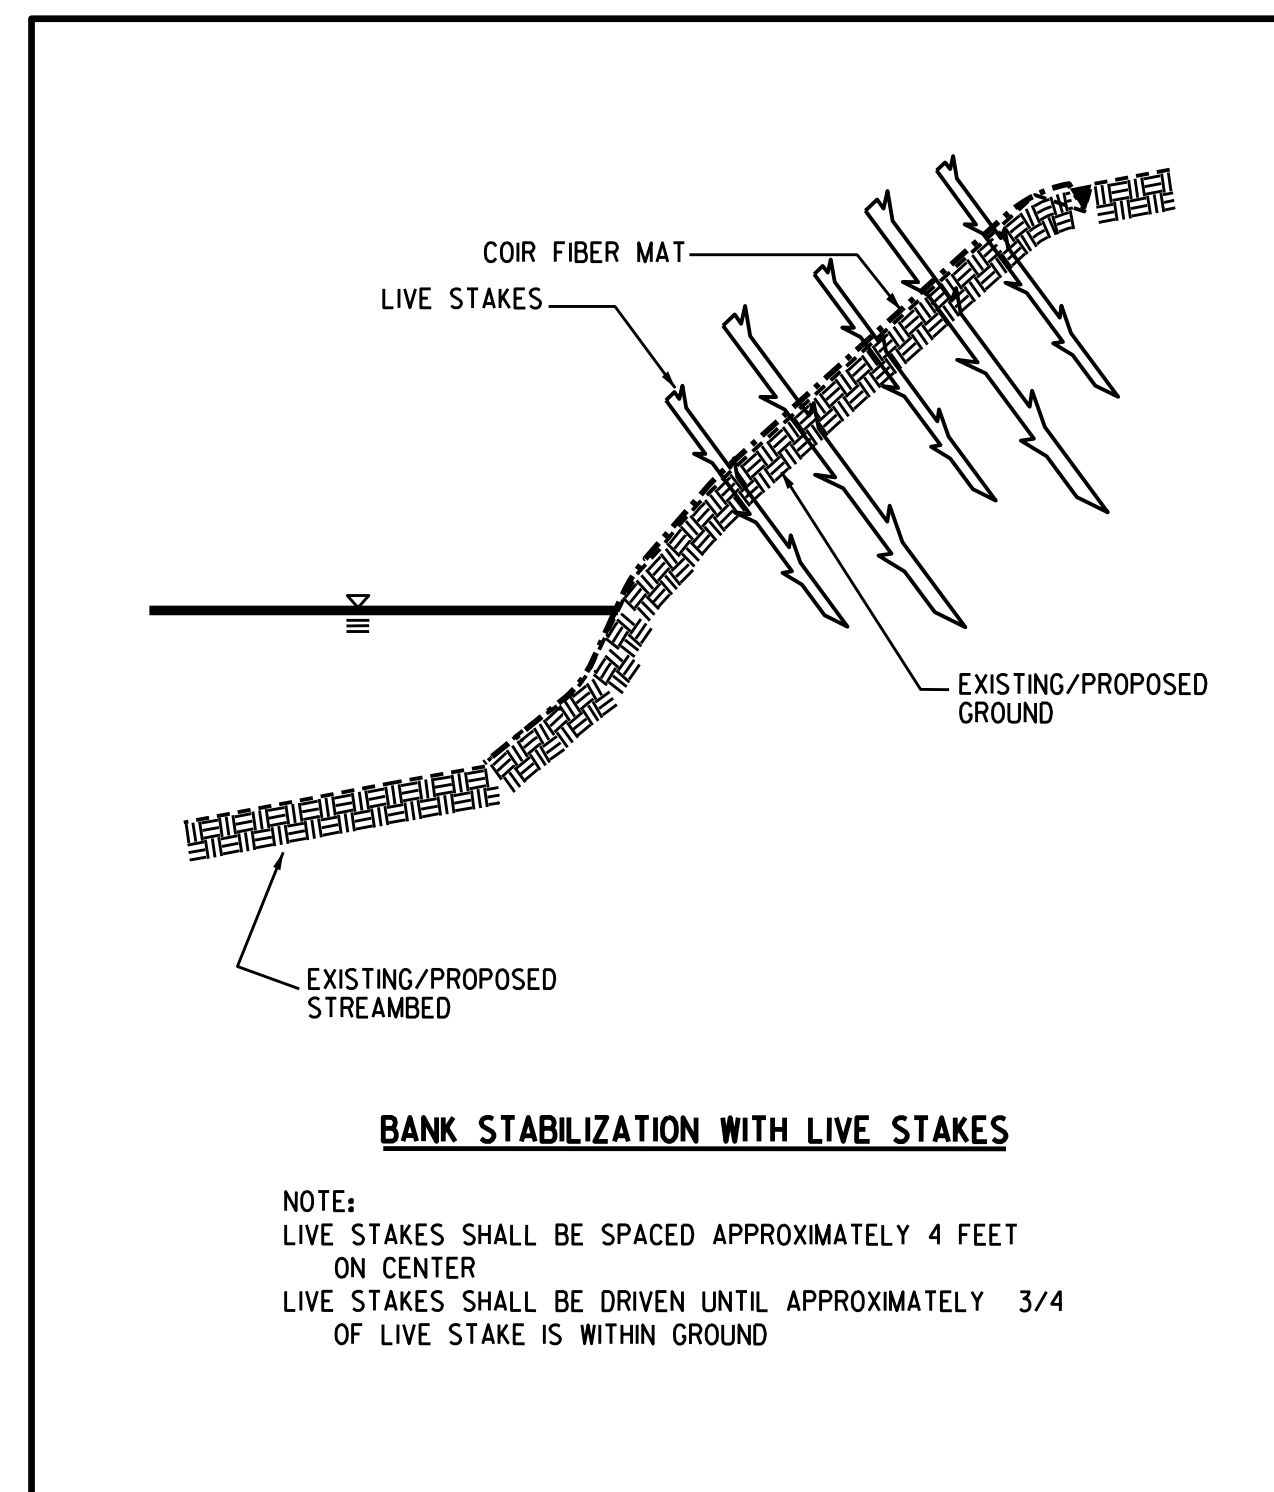 COIR FIBER MAT
LIVE STAKES
EXISTING/PROPOSED
GROUND
EXISTING/PROPOSED
STREAMBED
BANK STABILIZATION WITH LIVE STAKES
NOTE:
LIVE STAKES SHALL BE SPACED APPROXIMATELY 4 FEET
ON CENTER
LIVE STAKES SHALL BE DRIVEN UNTIL APPROXIMATELY 3/4
OF LIVE STAKE IS WITHIN GROUND